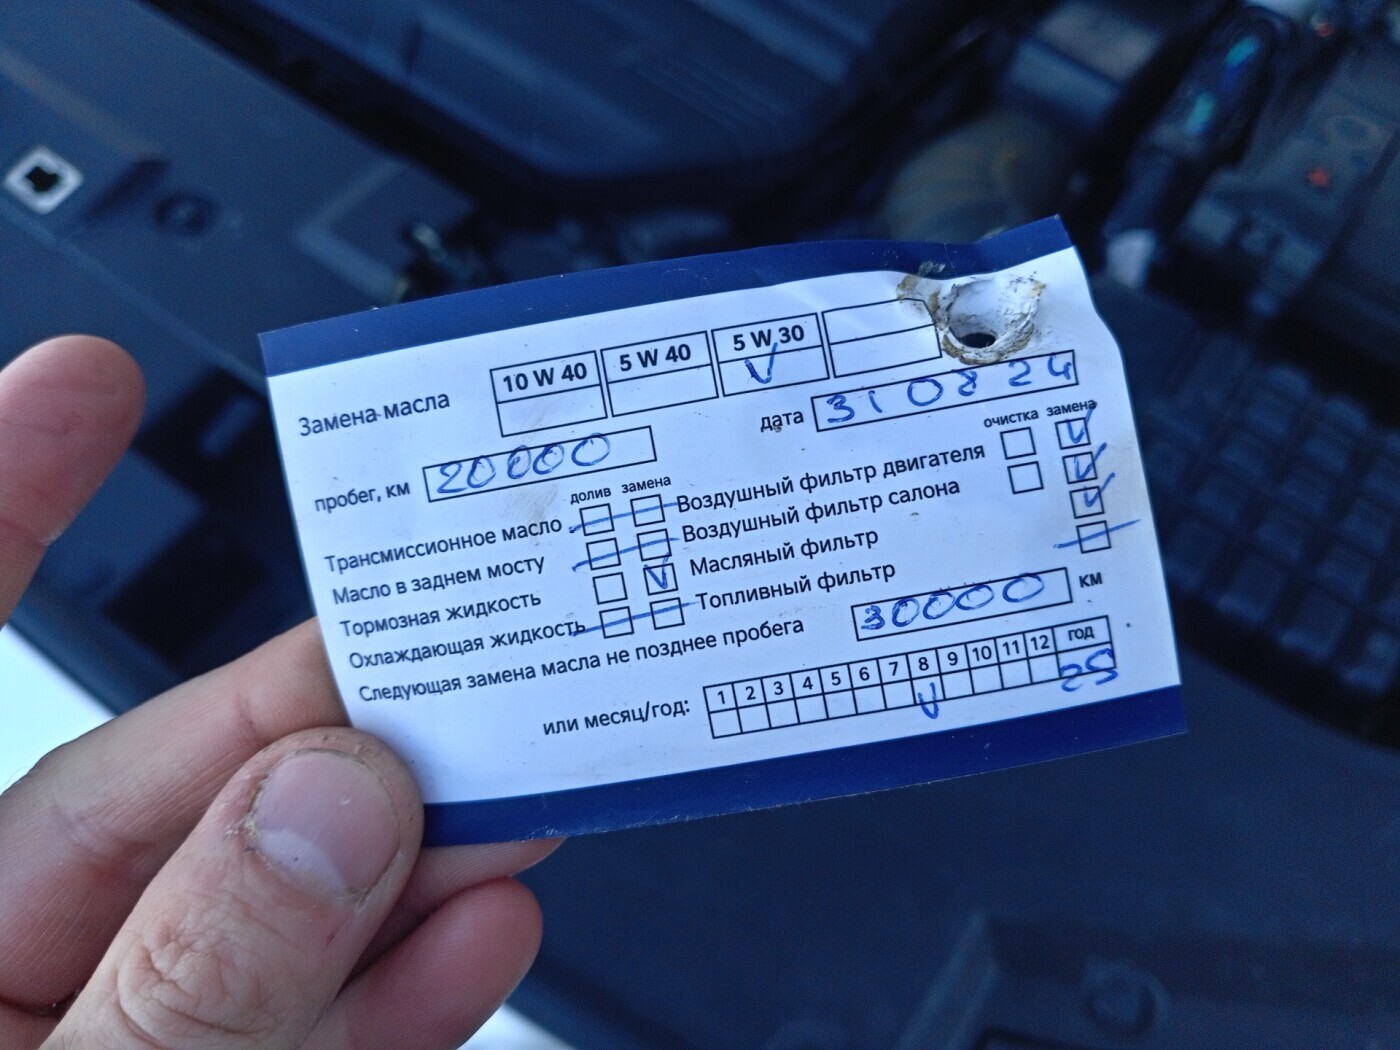 10 W 40 5 W 40 5 W 30
Замена масла
дата 31 08 24
пробег, км 20000
очистка замена
долив замена
Трансмиссионное масло
Воздушный фильтр двигателя
Масло в заднем мосту
Воздушный фильтр салона
Тормозная жидкость
Масляный фильтр
Охлаждающая жидкость
Топливный фильтр
Следующая замена масла не позднее пробега 30000 км
или месяц/год: 1 2 3 4 5 6 7 8 9 10 11 12 год
25